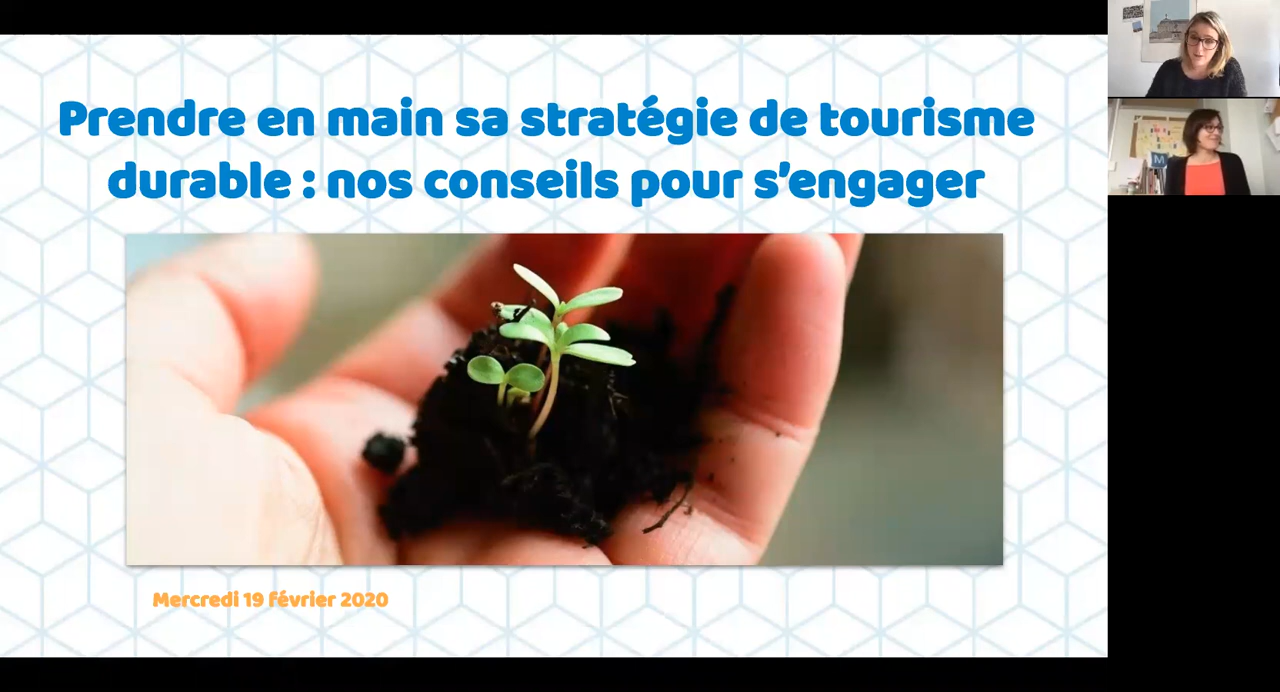 Prendre en main sa stratégie de tourisme
durable : nos conseils pour s'engager
Mercredi 19 février 2020
M